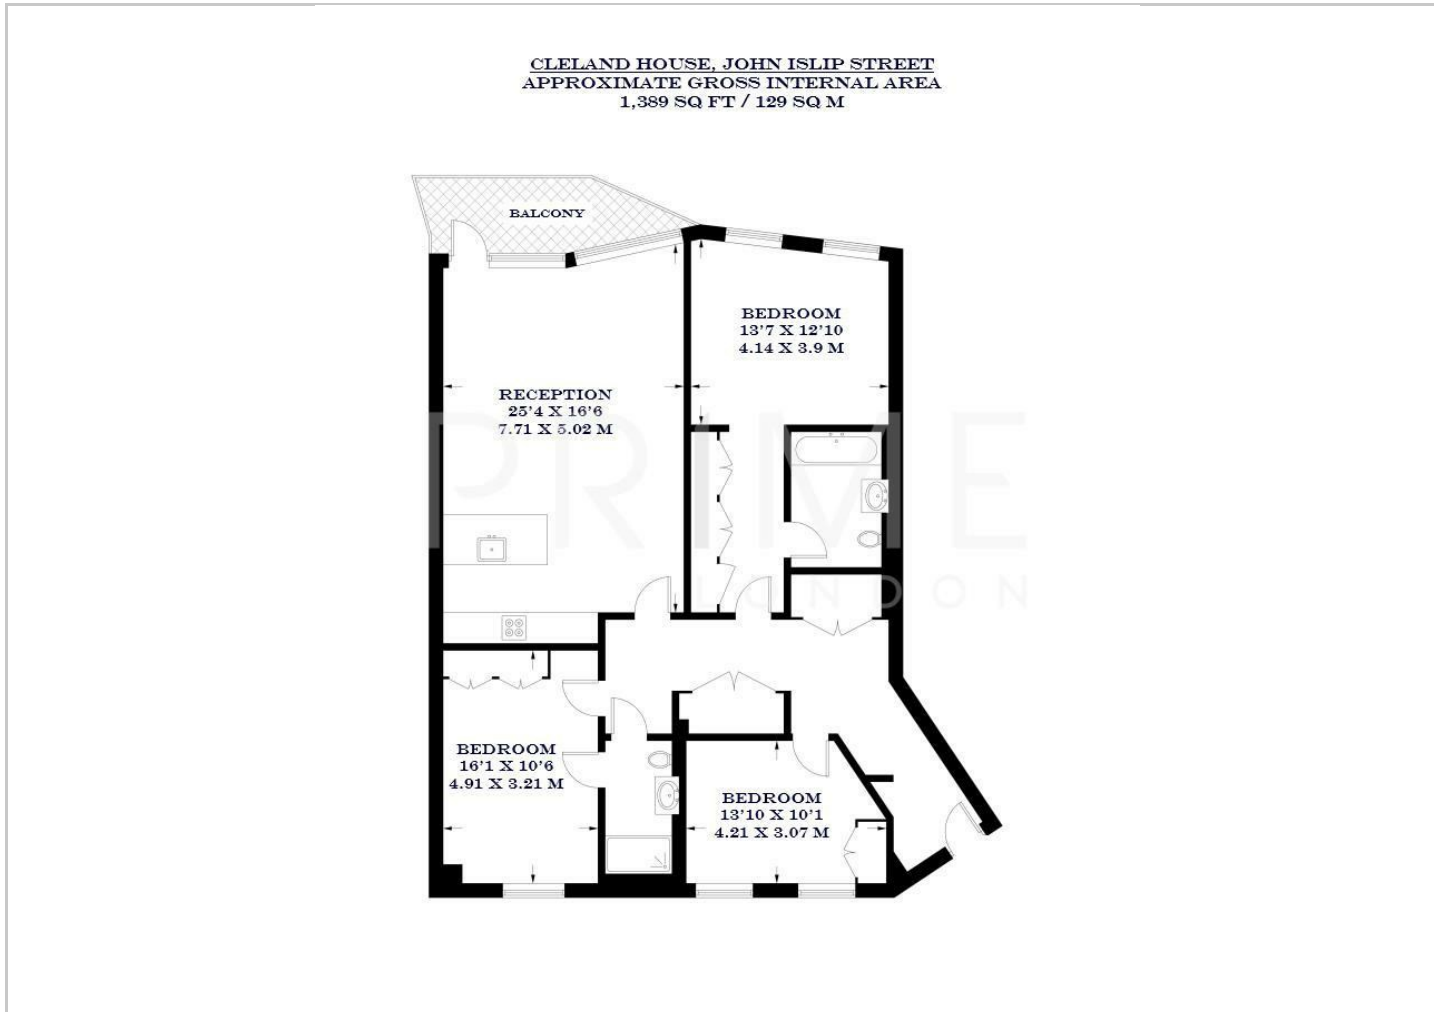 CLELAND HOUSE, JOHN ISLIP STREET
APPROXIMATE GROSS INTERNAL AREA
1,389 SQ FT / 129 SQ M
BALCONY
BEDROOM
13'7 X 12'10
4.14 X 3.9 M
RECEPTION
25'4 X 16'6
7.71 X 5.02 M
PRIME
LONDON
BEDROOM
16'1 X 10'6
4.91 X 3.21 M
BEDROOM
13'10 X 10'1
4.21 X 3.07 M